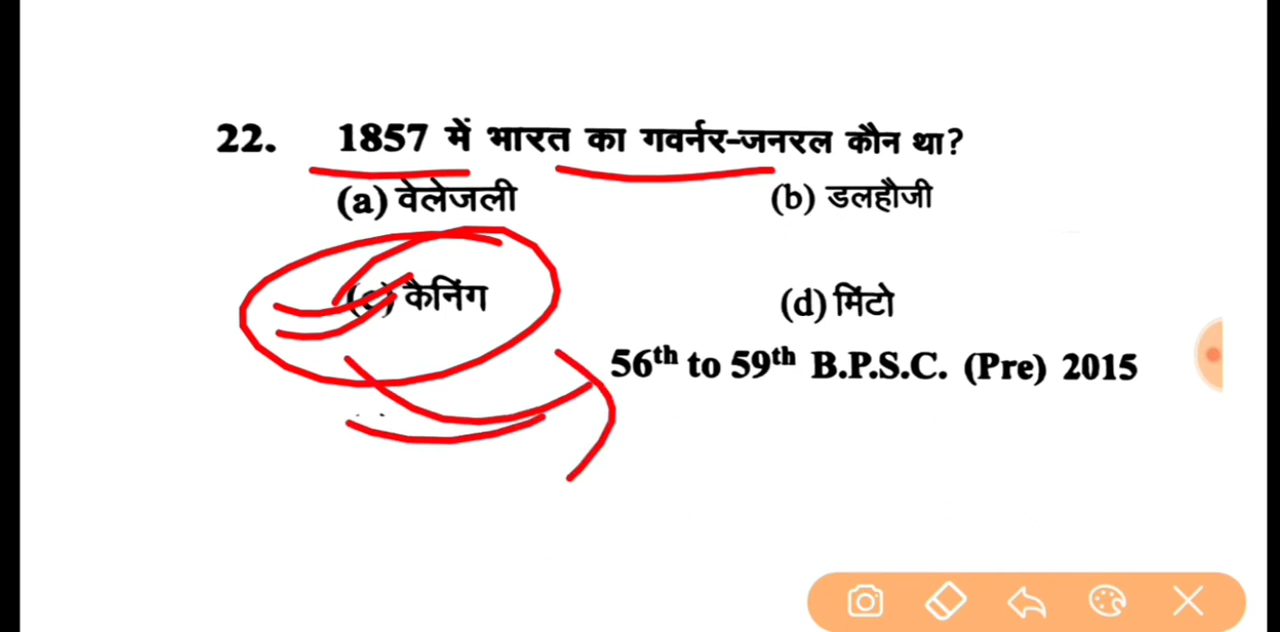 22. 1857 में भारत का गवर्नर-जनरल कौन था?
(a) वेलेजली (b) डलहौजी
(c) कैनिंग (d) मिंटो
56th to 59th B.P.S.C. (Pre) 2015